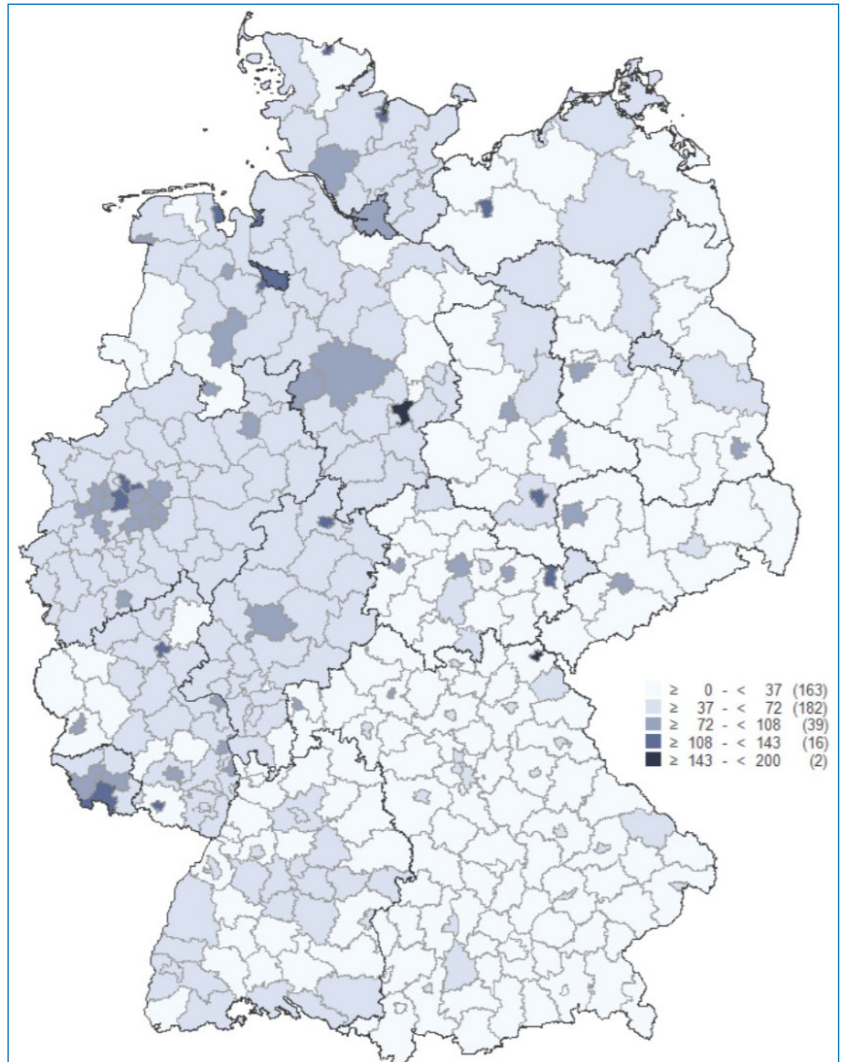 ≥ 0 - < 37 (163)
≥ 37 - < 72 (182)
≥ 72 - < 108 (39)
≥ 108 - < 143 (16)
≥ 143 - < 200 (2)